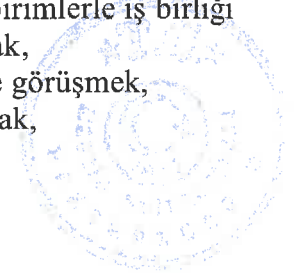 birimlerle iş birliği
ak,
e görüşmek,
ak,